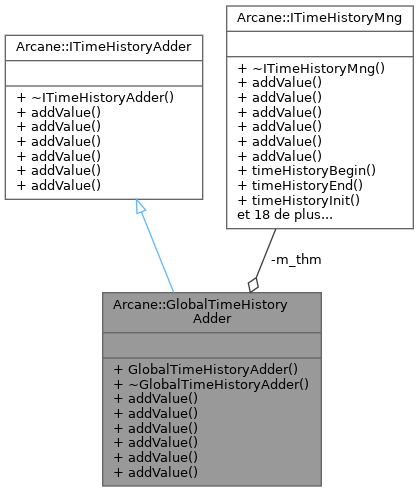 Arcane::ITimeHistoryAdder
+ ~ITimeHistoryAdder()
+ addValue()
+ addValue()
+ addValue()
+ addValue()
+ addValue()
+ addValue()
Arcane::ITimeHistoryMng
+ ~ITimeHistoryMng()
+ addValue()
+ addValue()
+ addValue()
+ addValue()
+ addValue()
+ addValue()
+ timeHistoryBegin()
+ timeHistoryEnd()
+ timeHistoryInit()
et 18 de plus...
-m_thm
Arcane::GlobalTimeHistory
Adder
+ GlobalTimeHistoryAdder()
+ ~GlobalTimeHistoryAdder()
+ addValue()
+ addValue()
+ addValue()
+ addValue()
+ addValue()
+ addValue()